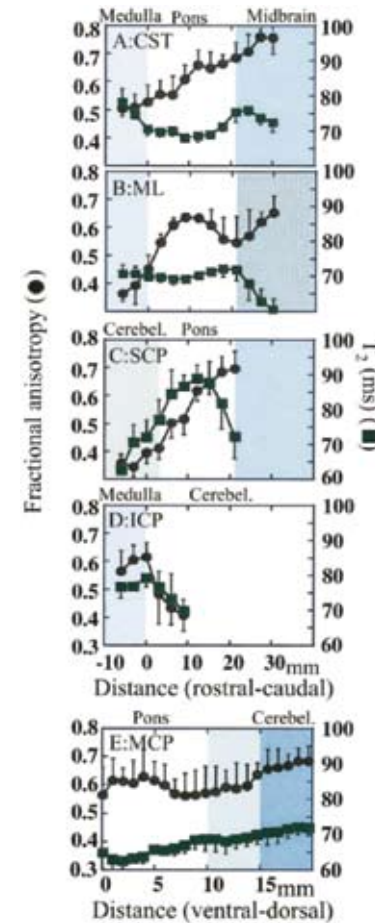 Medulla Pons Midbrain
0.8 A:CST 100
0.7 90
0.6 80
0.5 70
0.4
100
0.8 B:ML 90
0.6 80
0.4 70
Cerebel. Pons 100
0.8 C:SCP 90
0.7
0.6 80
0.5 70
0.4
0.3 60
Medulla Cerebel.
0.8 D:ICP 100
0.7 90
0.6 80
0.5 70
0.4
0.3 60
-10 0 10 20 30mm
Distance (rostral-caudal)
Pons Cerebel.
0.8 E:MCP 100
0.7 90
0.6 80
0.5 70
0.4
0.3 60
0 5 10 15mm
Distance (ventral-dorsal)
Fractional anisotropy (●)
T₂ (ms) (■)